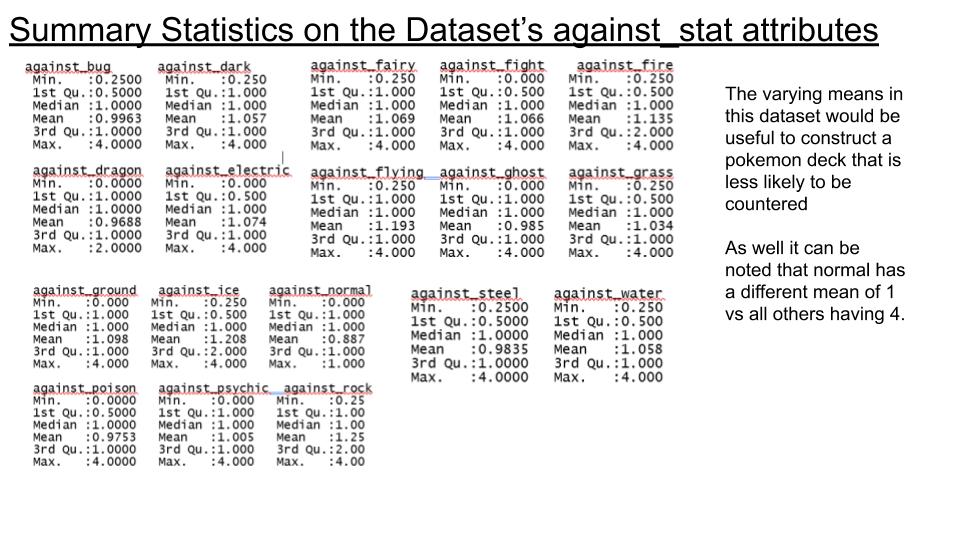 Summary Statistics on the Dataset's against_stat attributes
against_bug
Min. :0.2500
1st Qu.:0.5000
Median :1.0000
Mean :0.9963
3rd Qu.:1.0000
Max. :4.0000
against_dark
Min. :0.250
1st Qu.:1.000
Median :1.000
Mean :1.057
3rd Qu.:1.000
Max. :4.000
against_fairy
Min. :0.250
1st Qu.:1.000
Median :1.000
Mean :1.069
3rd Qu.:1.000
Max. :4.000
against_fight
Min. :0.000
1st Qu.:0.500
Median :1.000
Mean :1.066
3rd Qu.:1.000
Max. :4.000
against_fire
Min. :0.250
1st Qu.:0.500
Median :1.000
Mean :1.135
3rd Qu.:2.000
Max. :4.000
against_dragon
Min. :0.0000
1st Qu.:1.0000
Median :1.0000
Mean :0.9688
3rd Qu.:1.0000
Max. :2.0000
against_electric
Min. :0.000
1st Qu.:0.500
Median :1.000
Mean :1.074
3rd Qu.:1.000
Max. :4.000
against_flying
Min. :0.250
1st Qu.:1.000
Median :1.000
Mean :1.193
3rd Qu.:1.000
Max. :4.000
against_ghost
Min. :0.000
1st Qu.:1.000
Median :1.000
Mean :0.985
3rd Qu.:1.000
Max. :4.000
against_grass
Min. :0.250
1st Qu.:0.500
Median :1.000
Mean :1.034
3rd Qu.:1.000
Max. :4.000
against_ground
Min. :0.000
1st Qu.:1.000
Median :1.000
Mean :1.098
3rd Qu.:1.000
Max. :4.000
against_ice
Min. :0.250
1st Qu.:0.500
Median :1.000
Mean :1.208
3rd Qu.:2.000
Max. :4.000
against_normal
Min. :0.000
1st Qu.:1.000
Median :1.000
Mean :0.887
3rd Qu.:1.000
Max. :1.000
against_steel
Min. :0.2500
1st Qu.:0.5000
Median :1.0000
Mean :0.9835
3rd Qu.:1.0000
Max. :4.0000
against_water
Min. :0.250
1st Qu.:0.500
Median :1.000
Mean :1.058
3rd Qu.:1.000
Max. :4.000
against_poison
Min. :0.0000
1st Qu.:0.5000
Median :1.0000
Mean :0.9753
3rd Qu.:1.0000
Max. :4.0000
against_psychic
Min. :0.000
1st Qu.:1.000
Median :1.000
Mean :1.005
3rd Qu.:1.000
Max. :4.000
against_rock
Min. :0.25
1st Qu.:1.00
Median :1.00
Mean :1.25
3rd Qu.:2.00
Max. :4.00
The varying means in
this dataset would be
useful to construct a
pokemon deck that is
less likely to be
countered
As well it can be
noted that normal has
a different mean of 1
vs all others having 4.